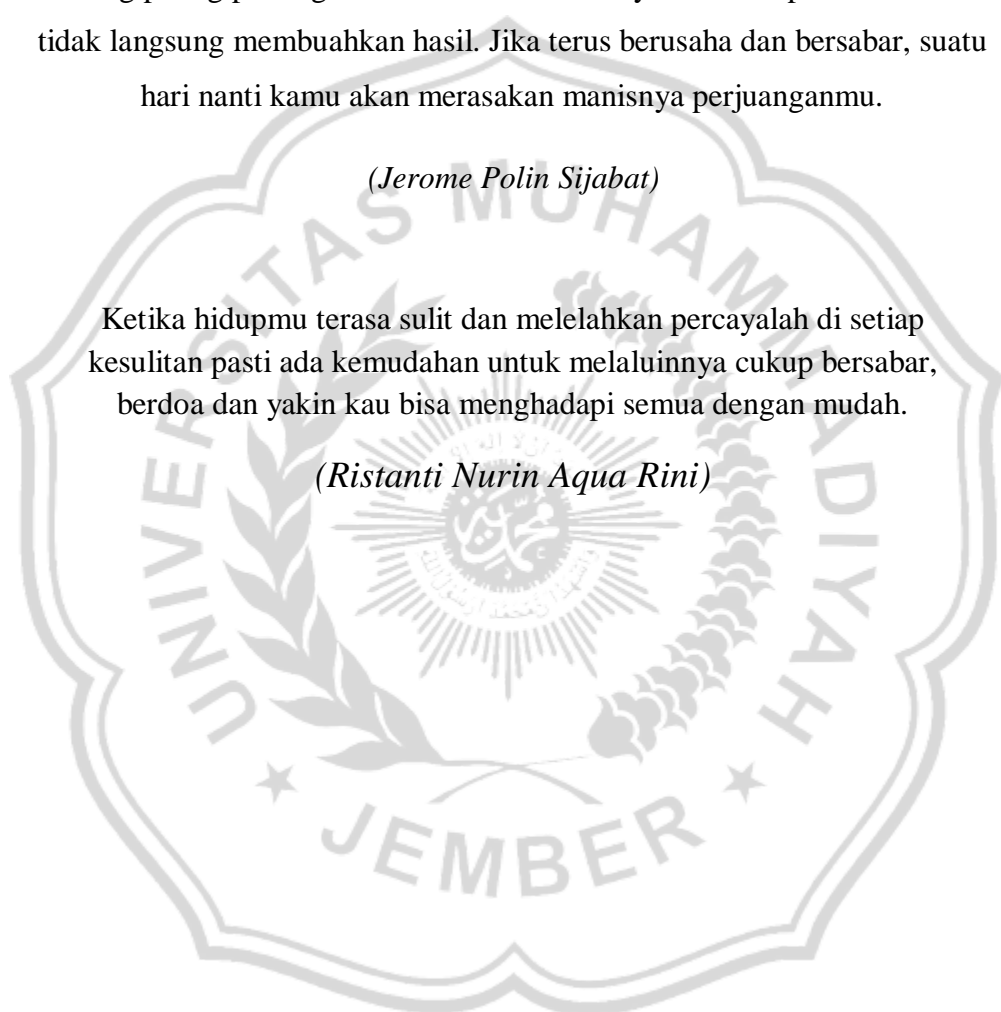 tidak langsung membuahkan hasil. Jika terus berusaha dan bersabar, suatu
hari nanti kamu akan merasakan manisnya perjuanganmu.
(Jerome Polin Sijabat)
Ketika hidupmu terasa sulit dan melelahkan percayalah di setiap
kesulitan pasti ada kemudahan untuk melaluinnya cukup bersabar,
berdoa dan yakin kau bisa menghadapi semua dengan mudah.
(Ristanti Nurin Aqua Rini)
UNIVERSITAS MUHAMMADIYAH
JEMBER